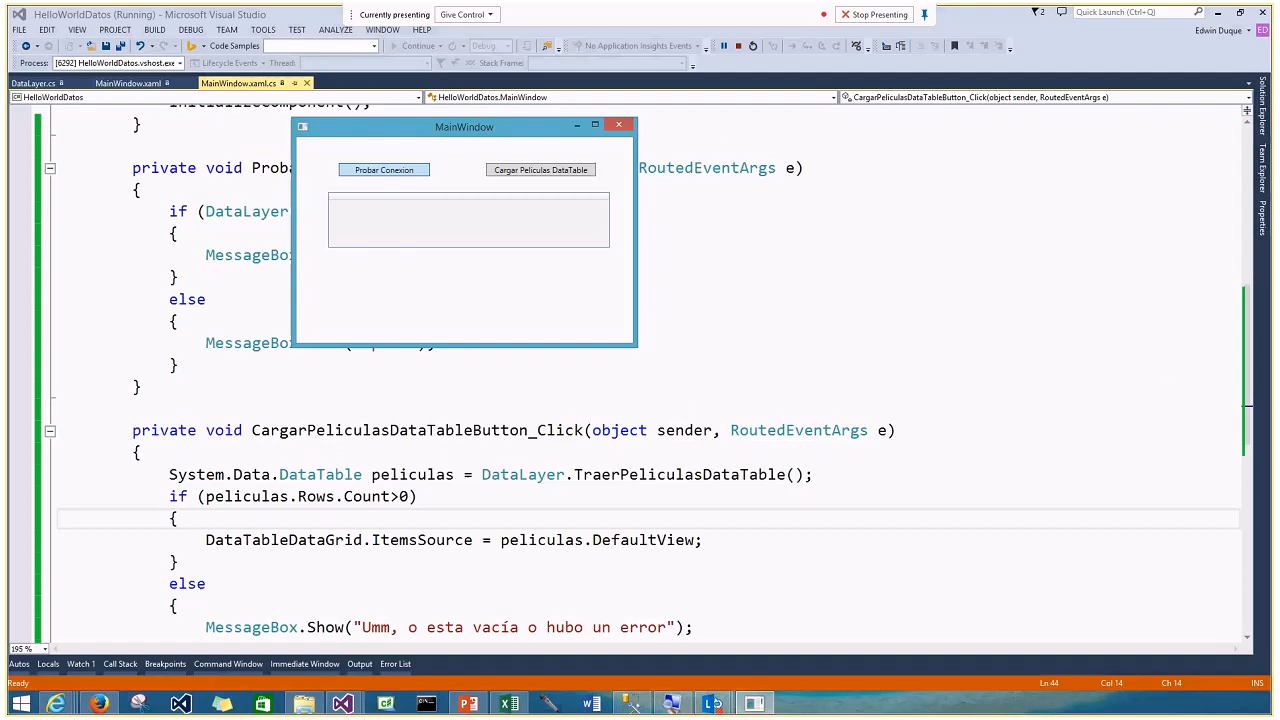 HelloWorldDatos (Running) - Microsoft Visual Studio
Currently presenting
Give Control
Stop Presenting
2
Quick Launch (Ctrl+Q)
FILE EDIT VIEW PROJECT BUILD DEBUG TEAM TOOLS TEST ARCHITECTURE ANALYZE WINDOW HELP
Edwin Duque
ED
Code Samples
Continue
Debug
No Application Insights Events
Process: [6292] HelloWorldDatos.vshost.exe
Lifecycle Events
Thread:
Stack Frame:
DataLayer.cs
MainWindow.xaml
MainWindow.xaml.cs
HelloWorldDatos
HelloWorldDatos.MainWindow
CargarPeliculasDataTableButton_Click(object sender, RoutedEventArgs e)
InitializeComponent();
}
MainWindow
Probar Conexion
Cargar Peliculas DataTable
private void Proba
RoutedEventArgs e)
{
if (DataLayer
{
MessageBo
}
else
{
MessageBo
}
}
private void CargarPeliculasDataTableButton_Click(object sender, RoutedEventArgs e)
{
System.Data.DataTable peliculas = DataLayer.TraerPeliculasDataTable();
if (peliculas.Rows.Count>0)
{
DataTableDataGrid.ItemsSource = peliculas.DefaultView;
}
else
{
MessageBox.Show("Umm, o esta vacía o hubo un error");
Solution Explorer
Team Explorer
Properties
195 %
Autos Locals Watch 1 Call Stack Breakpoints Command Window Immediate Window Output Error List
Ready
Ln 44
Col 14
Ch 14
INS